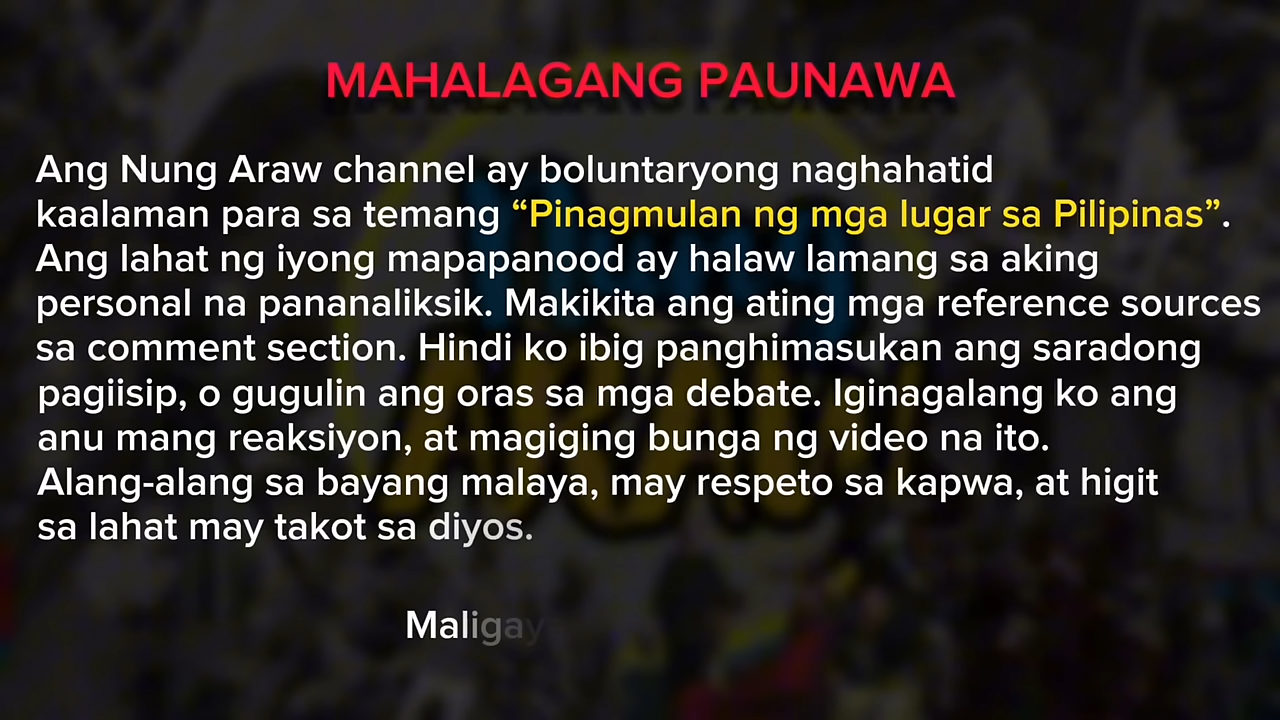 MAHALAGANG PAUNAWA
Ang Nung Araw channel ay boluntaryong naghahatid
kaalaman para sa temang “Pinagmulan ng mga lugar sa Pilipinas”.
Ang lahat ng iyong mapapanood ay halaw lamang sa aking
personal na pananaliksik. Makikita ang ating mga reference sources
sa comment section. Hindi ko ibig panghimasukan ang saradong
pagiisip, o gugulin ang oras sa mga debate. Iginagalang ko ang
anu mang reaksiyon, at magiging bunga ng video na ito.
Alang-alang sa bayang malaya, may respeto sa kapwa, at higit
sa lahat may takot sa diyos.
Maligay